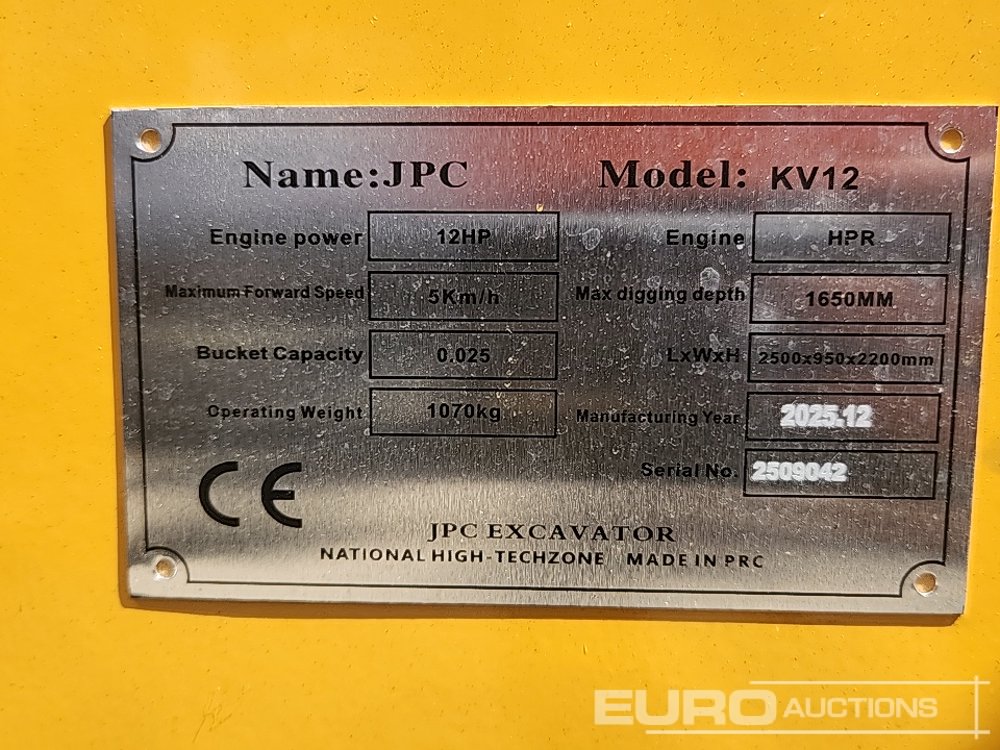 Name:JPC Model: KV12
Engine power 12HP Engine HPR
Maximum Forward Speed 5Km/h Max digging depth 1650MM
Bucket Capacity 0.025 LxWxH 2500x950x2200mm
Operating Weight 1070kg Manufacturing Year 2025.12
Serial No. 2509042
CE
JPC EXCAVATOR
NATIONAL HIGH-TECHZONE MADE IN PRC
EURO AUCTIONS